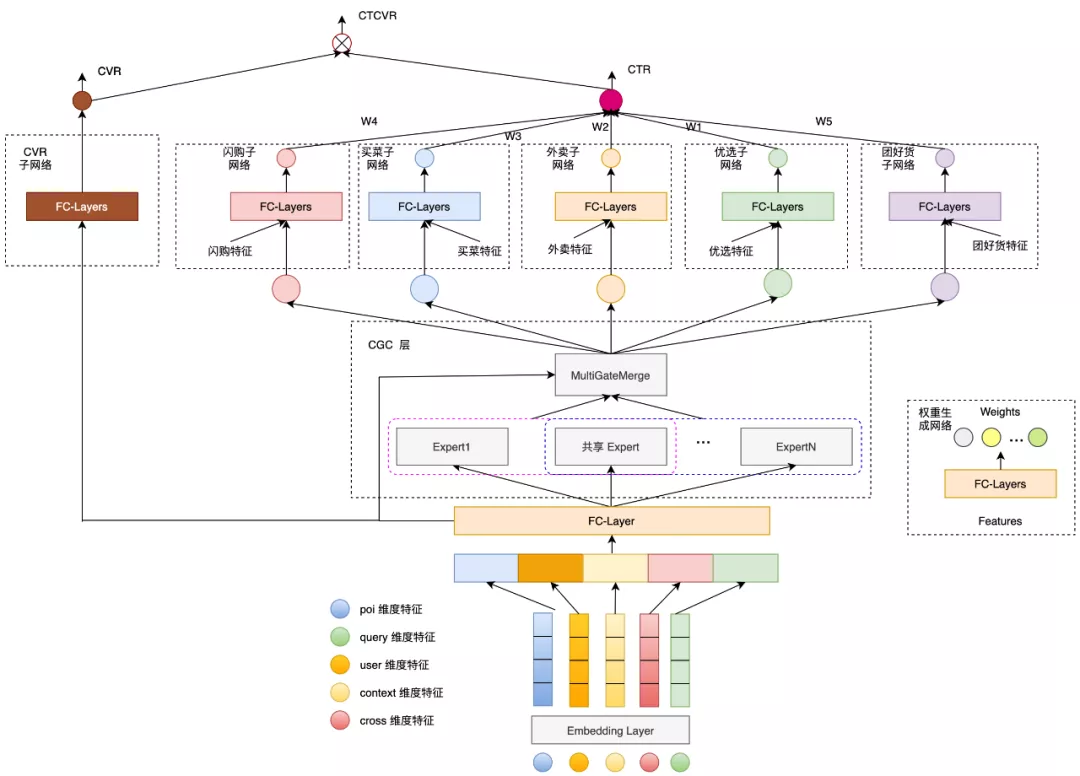 CTCVR
CVR
CTR
W4
W3
W2
W1
W5
CVR
子网络
闪购子
网络
买菜子
网络
外卖子
网络
优选子
网络
团好货
子网络
FC-Layers
FC-Layers
FC-Layers
FC-Layers
FC-Layers
FC-Layers
闪购特征
买菜特征
外卖特征
优选特征
团好货特征
CGC 层
MultiGateMerge
Expert1
共享 Expert
...
ExpertN
权重生
成网络
Weights
...
FC-Layers
Features
FC-Layer
poi 维度特征
query 维度特征
user 维度特征
context 维度特征
cross 维度特征
Embedding Layer